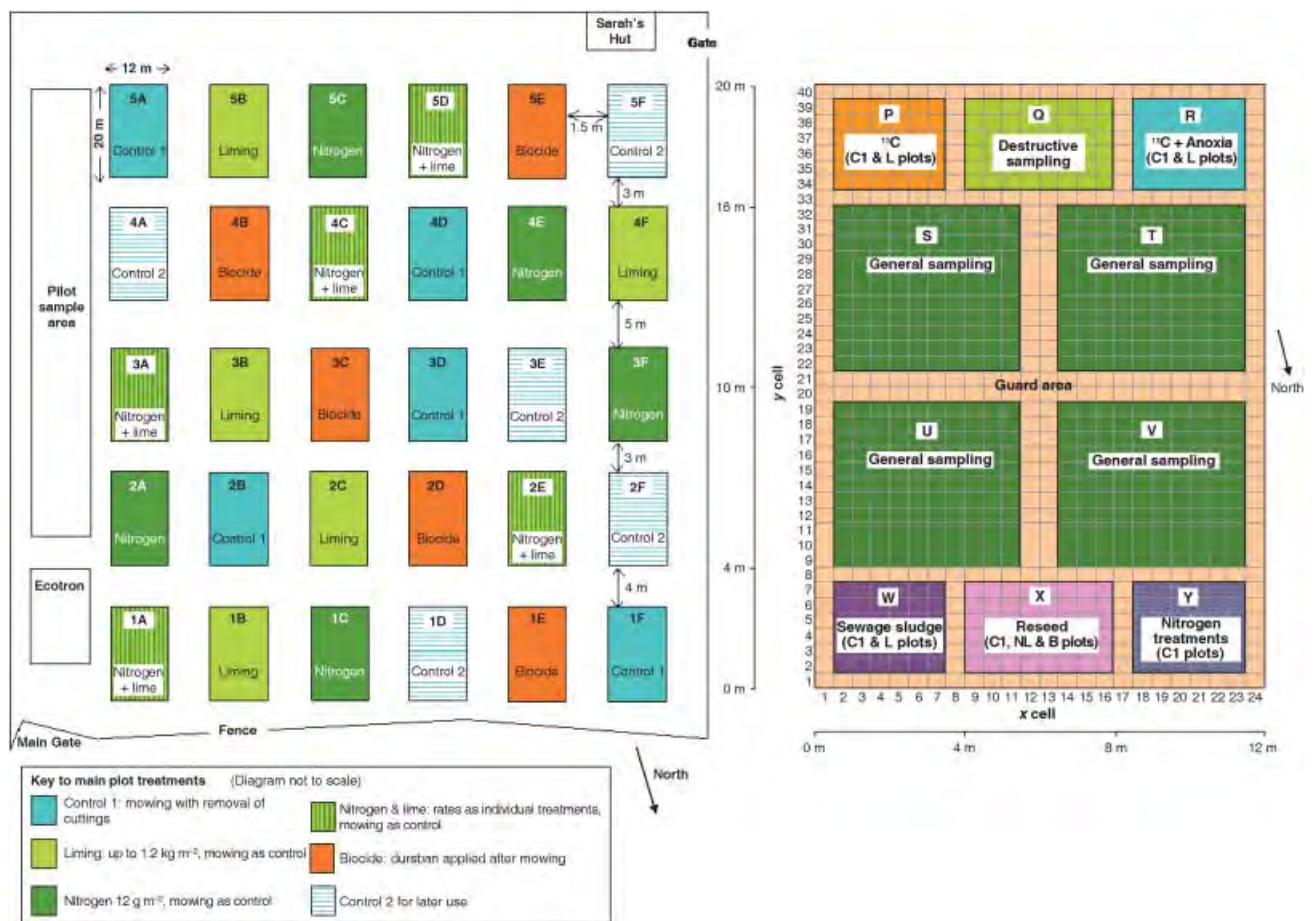 Sarah's
Hut
Gate
12 m
20 m
5A
Control 1
5B
Liming
5C
Nitrogen
5D
Nitrogen
+ lime
5E
Biocide
1.5 m
5F
Control 2
3 m
4A
Control 2
4B
Biocide
4C
Nitrogen
+ lime
4D
Control 1
4E
Nitrogen
4F
Liming
Pilot
sample
area
5 m
3A
Nitrogen
+ lime
3B
Liming
3C
Biocide
3D
Control 1
3E
Control 2
3F
Nitrogen
3 m
2A
Nitrogen
2B
Control 1
2C
Liming
2D
Biocide
2E
Nitrogen
+ lime
2F
Control 2
Ecotron
4 m
1A
Nitrogen
+ lime
1B
Liming
1C
Nitrogen
1D
Control 2
1E
Biocide
1F
Control 1
Main Gate
Fence
North
Key to main plot treatments (Diagram not to scale)
Control 1: mowing with removal of
cuttings
Liming: up to 1.2 kg m⁻², mowing as control
Nitrogen 12 g m⁻², mowing as control
Nitrogen & lime: rates as individual treatments,
mowing as control
Biocide: dursban applied after mowing
Control 2 for later use
20 m
16 m
10 m
4 m
0 m
y cell
40
39
38
37
36
35
34
33
32
31
30
29
28
27
26
25
24
23
22
21
20
19
18
17
16
15
14
13
12
11
10
9
8
7
6
5
4
3
2
1
P
¹³C
(C1 & L plots)
Q
Destructive
sampling
R
¹³C + Anoxia
(C1 & L plots)
S
General sampling
T
General sampling
Guard area
North
U
General sampling
V
General sampling
W
Sewage sludge
(C1 & L plots)
X
Reseed
(C1, NL & B plots)
Y
Nitrogen
treatments
(C1 plots)
1 2 3 4 5 6 7 8 9 10 11 12 13 14 15 16 17 18 19 20 21 22 23 24
x cell
0 m 4 m 8 m 12 m